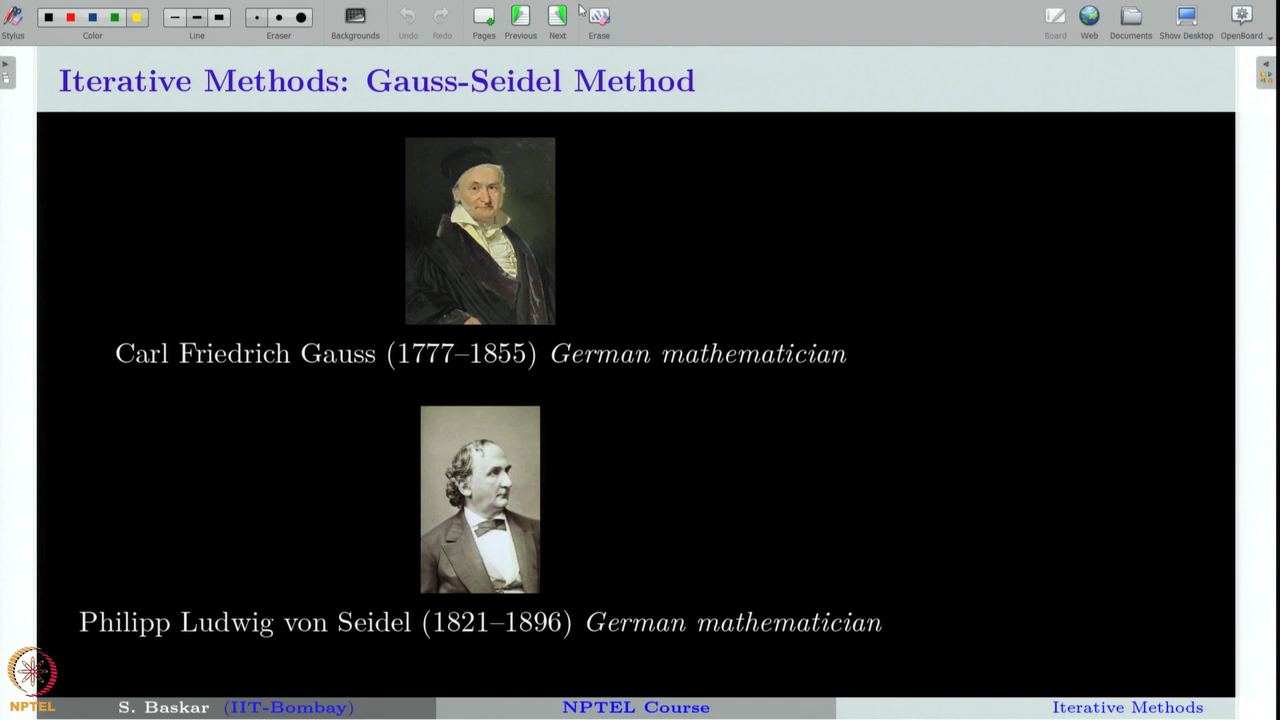 Stylus
Color
Line
Eraser
Backgrounds
Undo
Redo
Pages
Previous
Next
Erase
Board
Web
Documents
Show Desktop
OpenBoard
Iterative Methods: Gauss-Seidel Method
Carl Friedrich Gauss (1777–1855) German mathematician
Philipp Ludwig von Seidel (1821–1896) German mathematician
NPTEL
S. Baskar (IIT-Bombay)
NPTEL Course
Iterative Methods